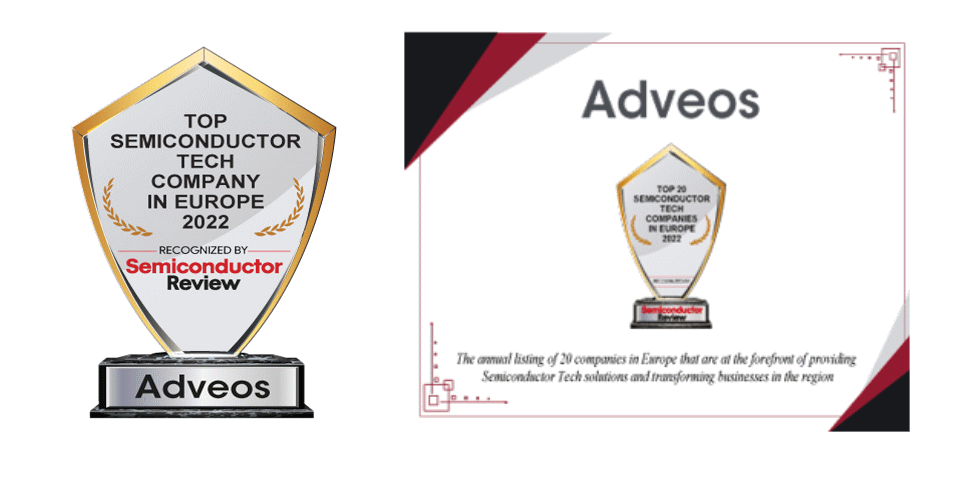 TOP
SEMICONDUCTOR
TECH
COMPANY
IN EUROPE
2022
RECOGNIZED BY
Semiconductor
Review
Adveos
Adveos
TOP 20
SEMICONDUCTOR
TECH
COMPANIES
IN EUROPE
2022
Semiconductor
Review
The annual listing of 20 companies in Europe that are at the forefront of providing
Semiconductor Tech solutions and transforming businesses in the region